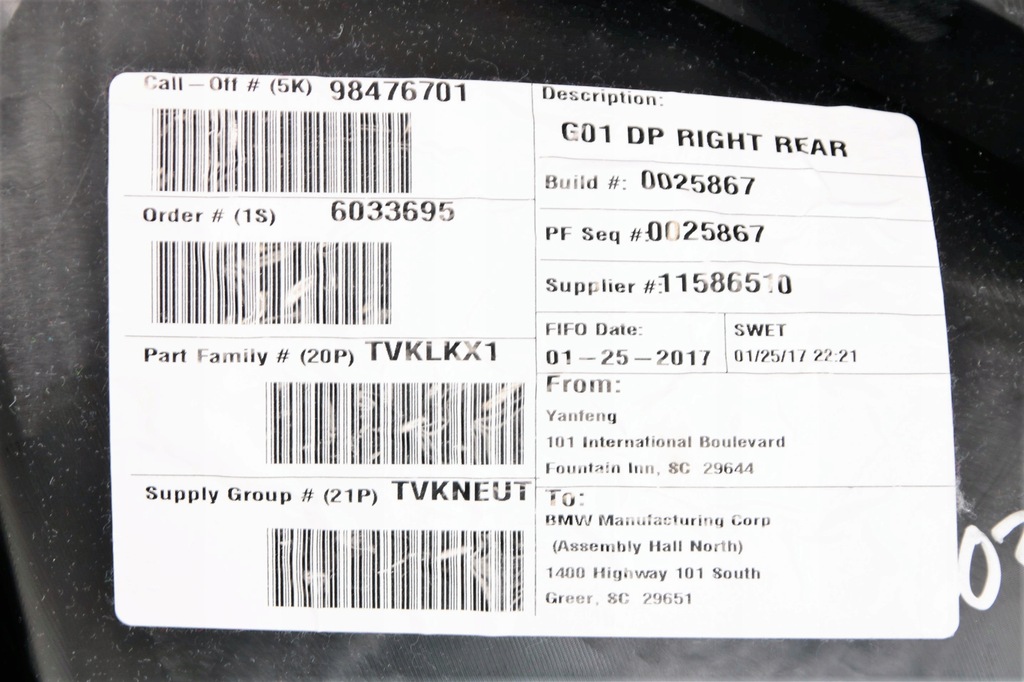 Call-Off # (5K) 98476701
Order # (1S) 6033695
Part Family # (20P) TVKLKX1
Supply Group # (21P) TVKNEUT
Description:
G01 DP RIGHT REAR
Build #: 0025867
PF Seq #:0025867
Supplier #:11586510
FIFO Date:
01-25-2017
SWET
01/25/17 22:21
From:
Yanfeng
101 International Boulevard
Fountain Inn, SC 29644
To:
BMW Manufacturing Corp
(Assembly Hall North)
1400 Highway 101 South
Greer, SC 29651